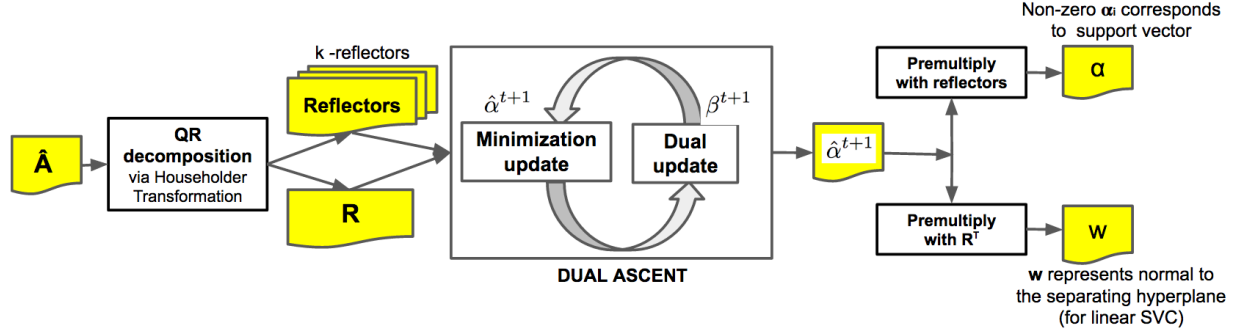 Non-zero αᵢ corresponds
to support vector
k -reflectors
Reflectors
α̂ᵗ⁺¹
βᵗ⁺¹
Premultiply
with reflectors
α
Â
QR
decomposition
via Householder
Transformation
Minimization
update
Dual
update
α̂ᵗ⁺¹
R
Premultiply
with Rᵀ
w
DUAL ASCENT
w represents normal to
the separating hyperplane
(for linear SVC)